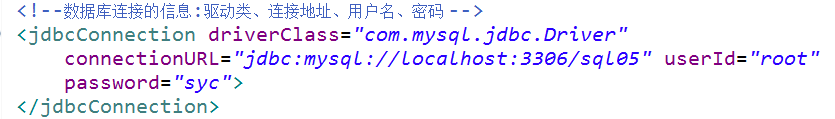 <!--数据库连接的信息:驱动类、连接地址、用户名、密码 -->
<jdbcConnection driverClass="com.mysql.jdbc.Driver"
connectionURL="jdbc:mysql://localhost:3306/sql05" userId="root"
password="syc">
</jdbcConnection>